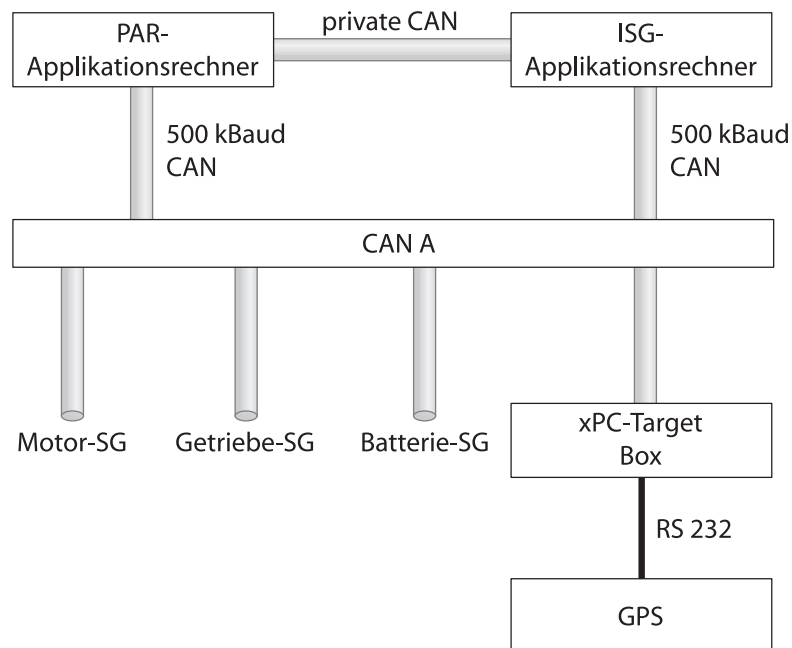 PAR-
Applikationsrechner
private CAN
ISG-
Applikationsrechner
500 kBaud
CAN
500 kBaud
CAN
CAN A
Motor-SG
Getriebe-SG
Batterie-SG
xPC-Target
Box
RS 232
GPS